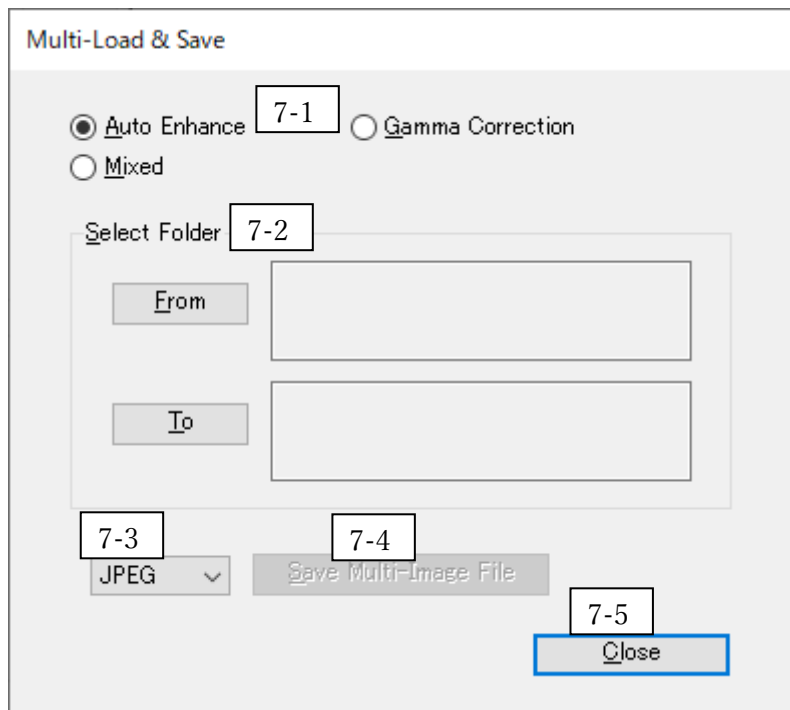 Multi-Load & Save
7-1
Auto Enhance
Gamma Correction
Mixed
Select Folder
7-2
From
To
7-3
7-4
JPEG
Save Multi-Image File
7-5
Close